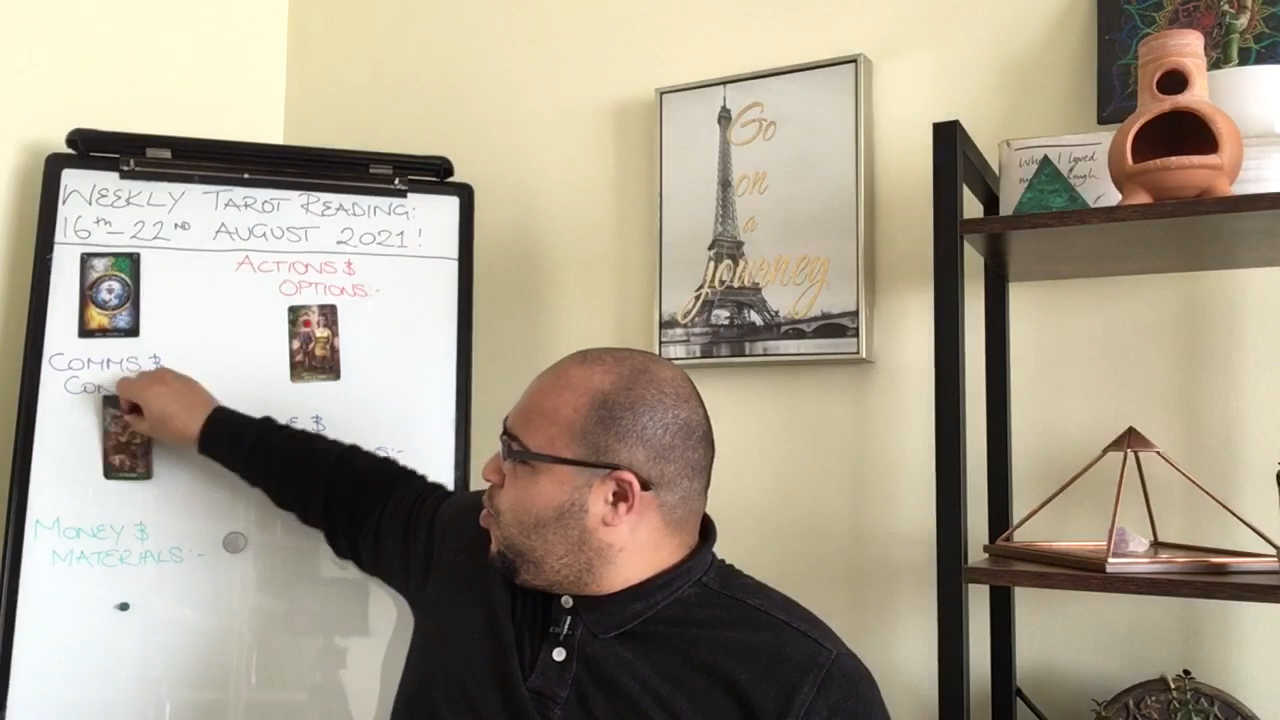 WEEKLY TAROT READING:
16th-22ND AUGUST 2021!
ACTIONS &
OPTIONS:-
COMMS &
MONEY &
MATERIALS:-
Go
on
a
journey